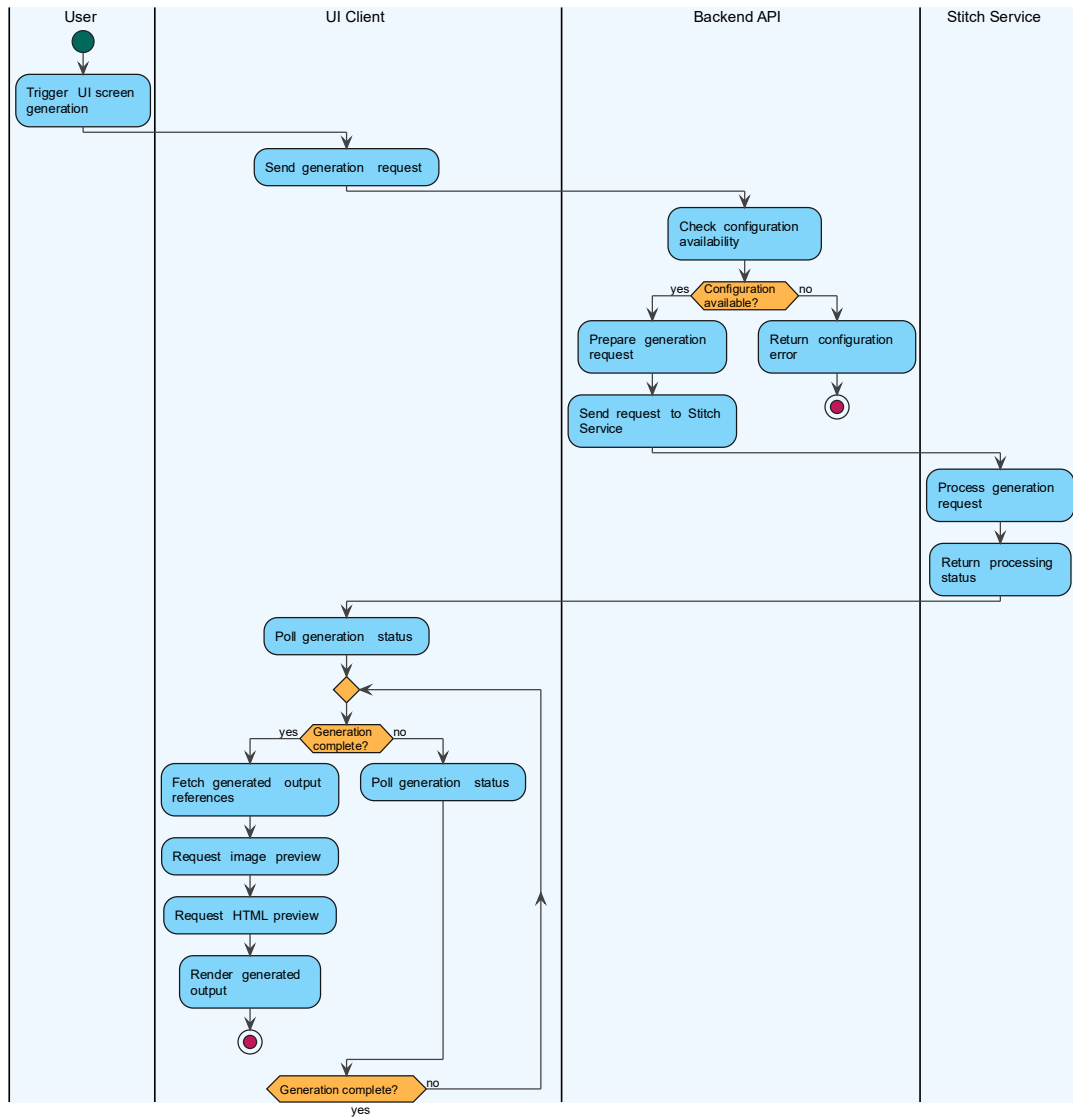 User
UI Client
Backend API
Stitch Service
Trigger UI screen
generation
Send generation request
Check configuration
availability
yes
Configuration
available?
no
Prepare generation
request
Return configuration
error
Send request to Stitch
Service
Process generation
request
Return processing
status
Poll generation status
yes
Generation
complete?
no
Fetch generated output
references
Poll generation status
Request image preview
Request HTML preview
Render generated
output
Generation complete?
no
yes